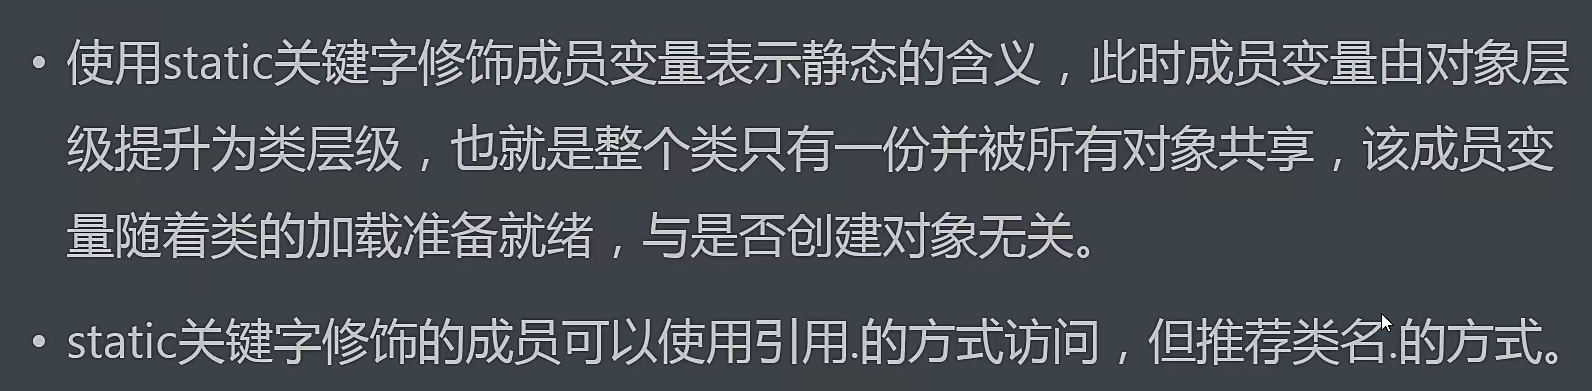 • 使用static关键字修饰成员变量表示静态的含义，此时成员变量由对象层
级提升为类层级，也就是整个类只有一份并被所有对象共享，该成员变
量随着类的加载准备就绪，与是否创建对象无关。
• static关键字修饰的成员可以使用引用.的方式访问，但推荐类名.的方式。